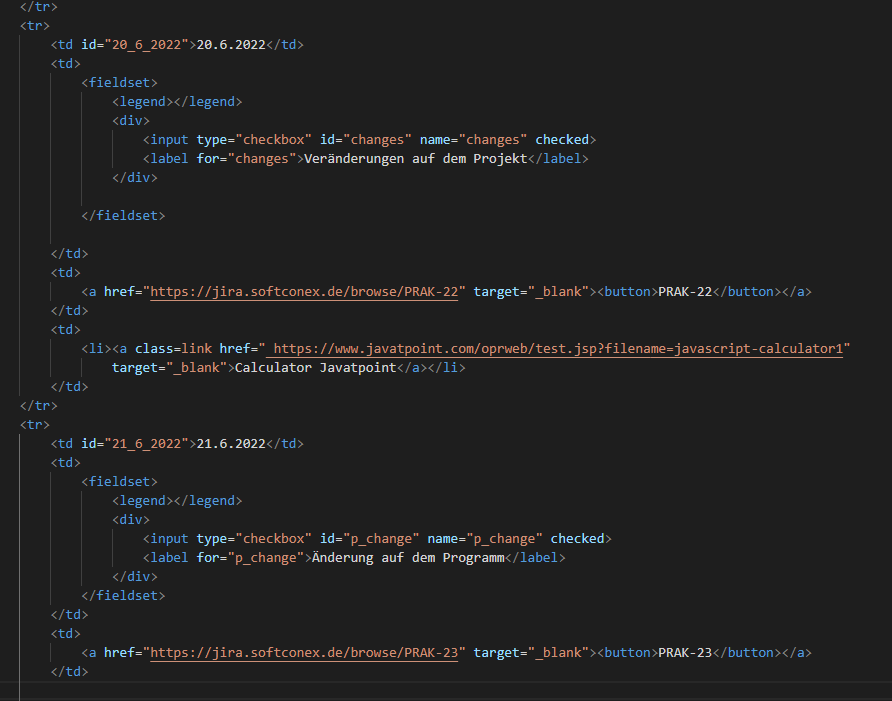 </tr>
<tr>
<td id="20_6_2022">20.6.2022</td>
<td>
<fieldset>
<legend></legend>
<div>
<input type="checkbox" id="changes" name="changes" checked>
<label for="changes">Veränderungen auf dem Projekt</label>
</div>
</fieldset>
</td>
<td>
<a href="https://jira.softconex.de/browse/PRAK-22" target="_blank"><button>PRAK-22</button></a>
</td>
<td>
<li><a class=link href=" https://www.javatpoint.com/oprweb/test.jsp?filename=javascript-calculator1"
target="_blank">Calculator Javatpoint</a></li>
</td>
</tr>
<tr>
<td id="21_6_2022">21.6.2022</td>
<td>
<fieldset>
<legend></legend>
<div>
<input type="checkbox" id="p_change" name="p_change" checked>
<label for="p_change">Änderung auf dem Programm</label>
</div>
</fieldset>
</td>
<td>
<a href="https://jira.softconex.de/browse/PRAK-23" target="_blank"><button>PRAK-23</button></a>
</td>